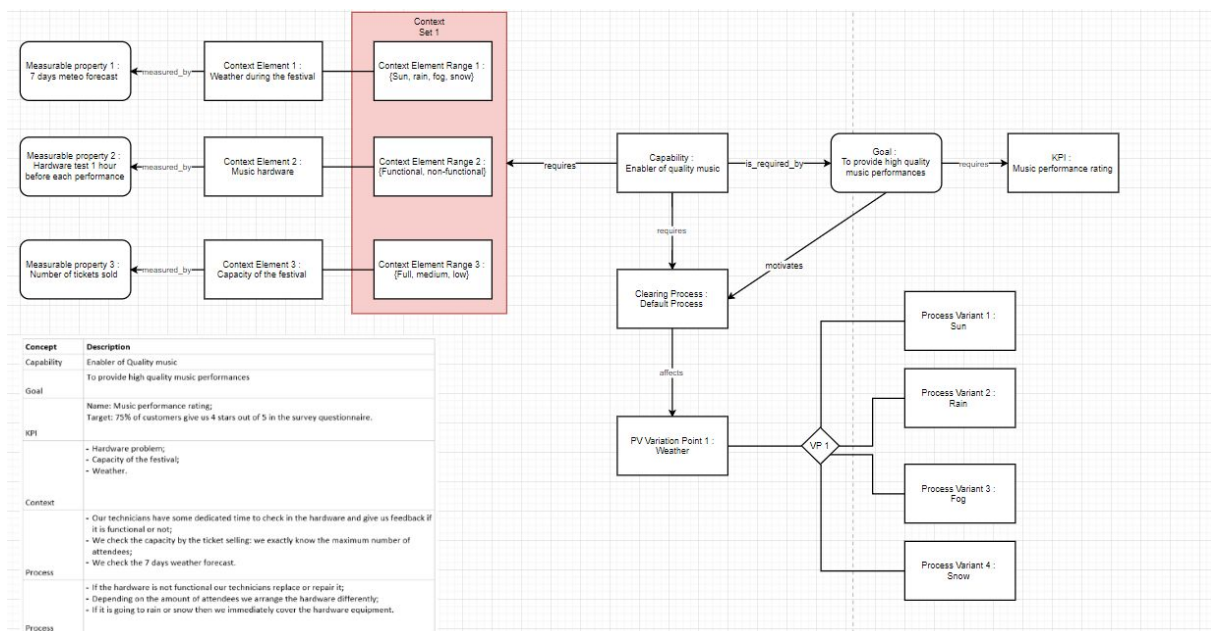 Context
Set 1
Measurable property 1 :
7 days meteo forecast
measured_by
Context Element 1 :
Weather during the festival
Context Element Range 1 :
{Sun, rain, fog, snow}
Measurable property 2 :
Hardware test 1 hour
before each performance
measured_by
Context Element 2 :
Music hardware
Context Element Range 2 :
{Functional, non-functional}
requires
Capability :
Enabler of quality music
is_required_by
Goal :
To provide high quality
music performances
requires
KPI :
Music performance rating
Measurable property 3 :
Number of tickets sold
measured_by
Context Element 3 :
Capacity of the festival
Context Element Range 3 :
{Full, medium, low}
requires
motivates
Clearing Process :
Default Process
affects
PV Variation Point 1 :
Weather
VP 1
Process Variant 1 :
Sun
Process Variant 2 :
Rain
Process Variant 3 :
Fog
Process Variant 4 :
Snow
Concept Description
Capability Enabler of Quality music
To provide high quality music performances
Goal
Name: Music performance rating;
Target: 75% of customers give us 4 stars out of 5 in the survey questionnaire.
KPI
- Hardware problem;
- Capacity of the festival;
- Weather.
Context
- Our technicians have some dedicated time to check in the hardware and give us feedback if
it is functional or not;
- We check the capacity by the ticket selling: we exactly know the maximum number of
attendees;
- We check the 7 days weather forecast.
Process
- If the hardware is not functional our technicians replace or repair it;
- Depending on the amount of attendees we arrange the hardware differently;
- If it is going to rain or snow then we immediately cover the hardware equipment.
Process